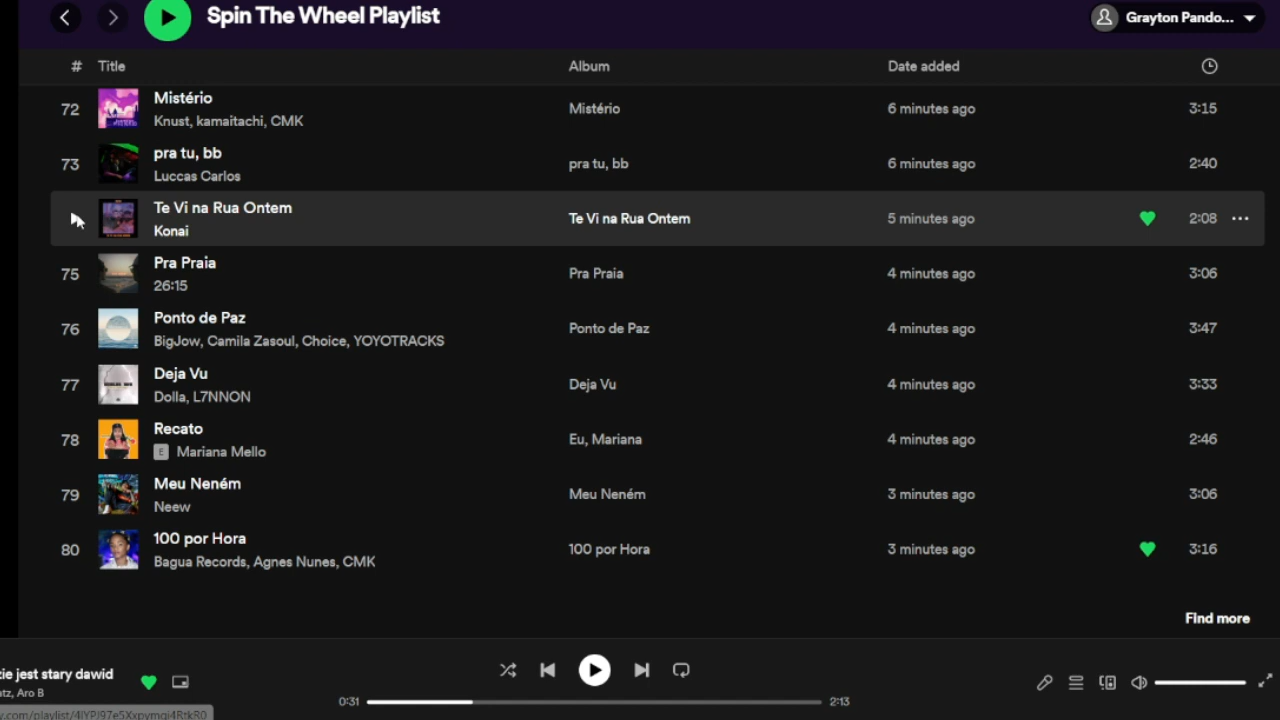 Spin The Wheel Playlist
Grayton Pando...
# Title Album Date added
72 Mistério Mistério 6 minutes ago 3:15
Knust, kamaitachi, CMK
73 pra tu, bb pra tu, bb 6 minutes ago 2:40
Luccas Carlos
Te Vi na Rua Ontem Te Vi na Rua Ontem 5 minutes ago 2:08
Konai
75 Pra Praia Pra Praia 4 minutes ago 3:06
26:15
76 Ponto de Paz Ponto de Paz 4 minutes ago 3:47
BigJow, Camila Zasoul, Choice, YOYOTRACKS
77 Deja Vu Deja Vu 4 minutes ago 3:33
Dolla, L7NNON
78 Recato Eu, Mariana 4 minutes ago 2:46
E Mariana Mello
79 Meu Neném Meu Neném 3 minutes ago 3:06
Neew
80 100 por Hora 100 por Hora 3 minutes ago 3:16
Bagua Records, Agnes Nunes, CMK
Find more
zie jest stary dawid
atz, Aro B
0:31 2:13